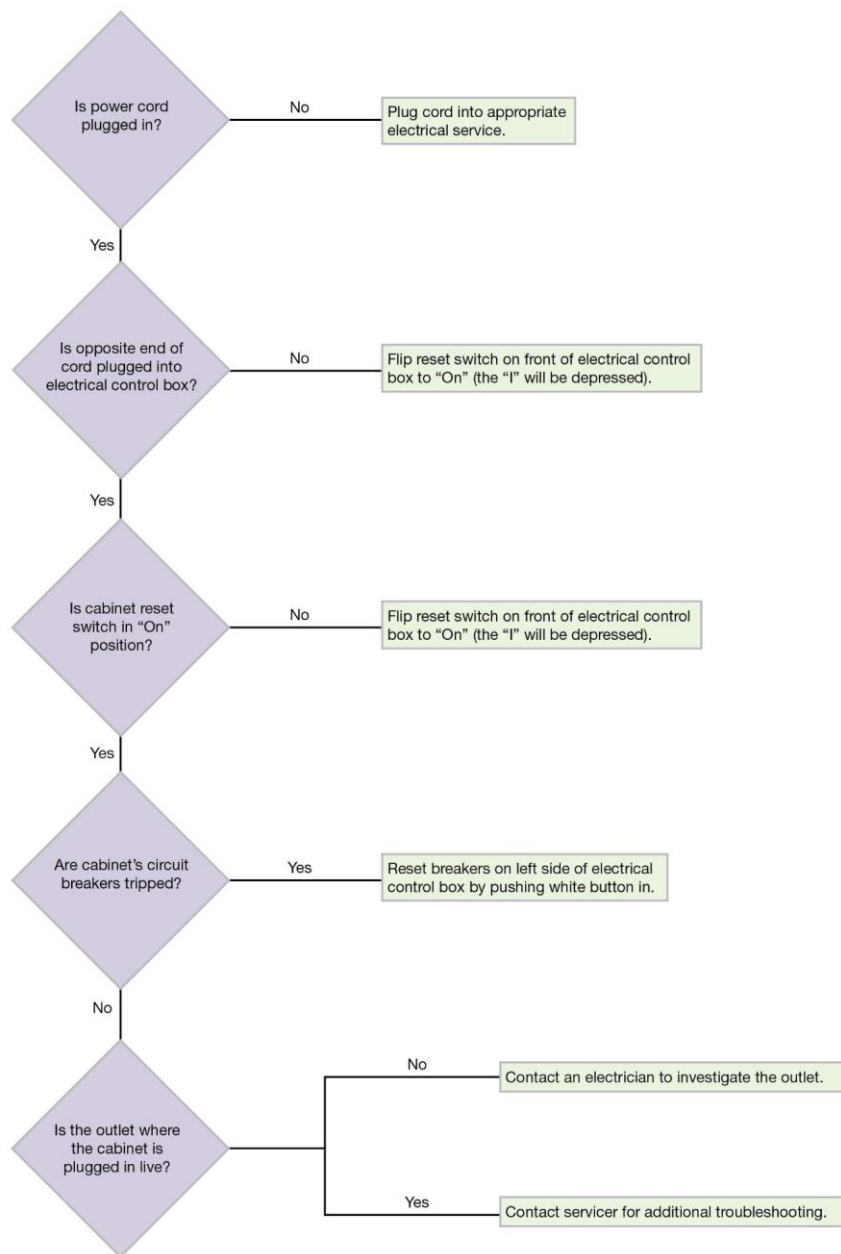 Is power cord
plugged in?
No
Plug cord into appropriate
electrical service.
Yes
Is opposite end of
cord plugged into
electrical control box?
No
Flip reset switch on front of electrical control
box to “On” (the “I” will be depressed).
Yes
Is cabinet reset
switch in “On”
position?
No
Flip reset switch on front of electrical control
box to “On” (the “I” will be depressed).
Yes
Are cabinet’s circuit
breakers tripped?
Yes
Reset breakers on left side of electrical
control box by pushing white button in.
No
Is the outlet where
the cabinet is
plugged in live?
No
Contact an electrician to investigate the outlet.
Yes
Contact servicer for additional troubleshooting.